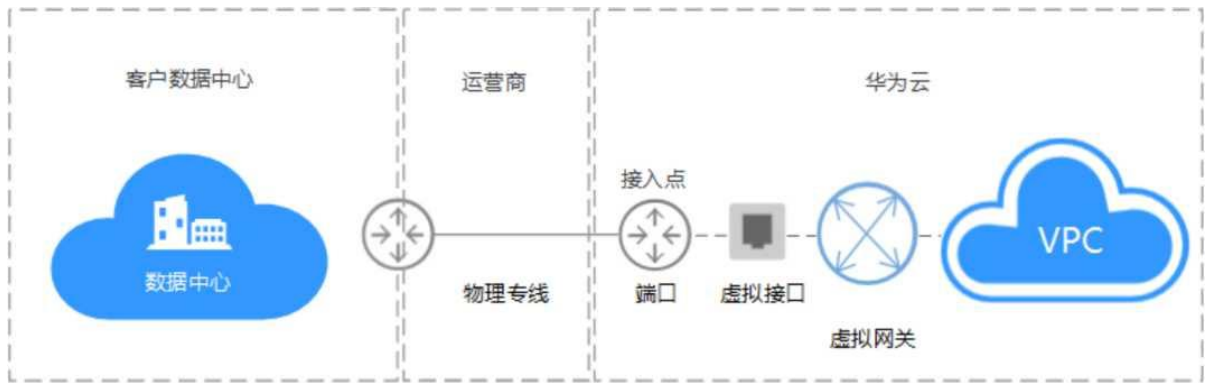 客户数据中心
运营商
华为云
接入点
VPC
数据中心
物理专线
端口
虚拟接口
虚拟网关